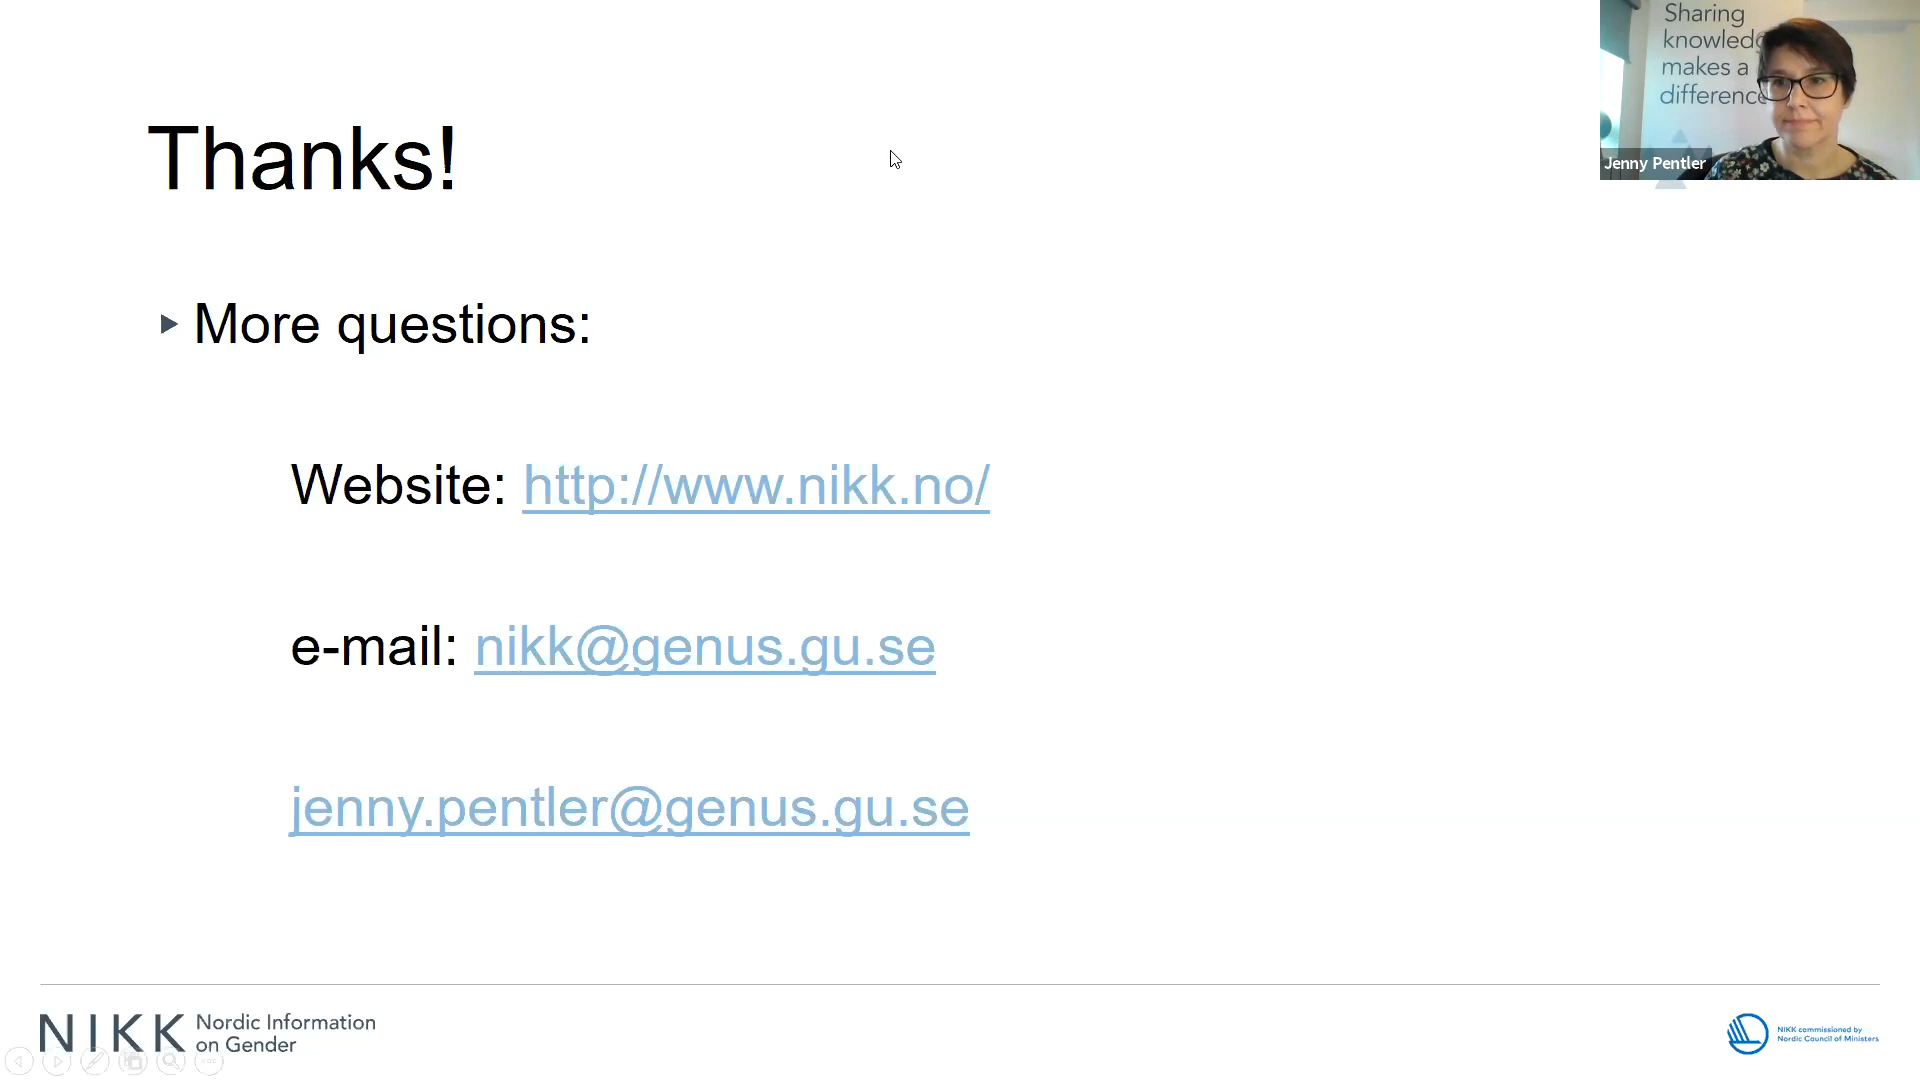 Sharing
knowledg
makes a
difference
Jenny Pentler
Thanks!
More questions:
Website: http://www.nikk.no/
e-mail: nikk@genus.gu.se
jenny.pentler@genus.gu.se
NIKK Nordic Information
on Gender
NIKK commissioned by
Nordic Council of Ministers